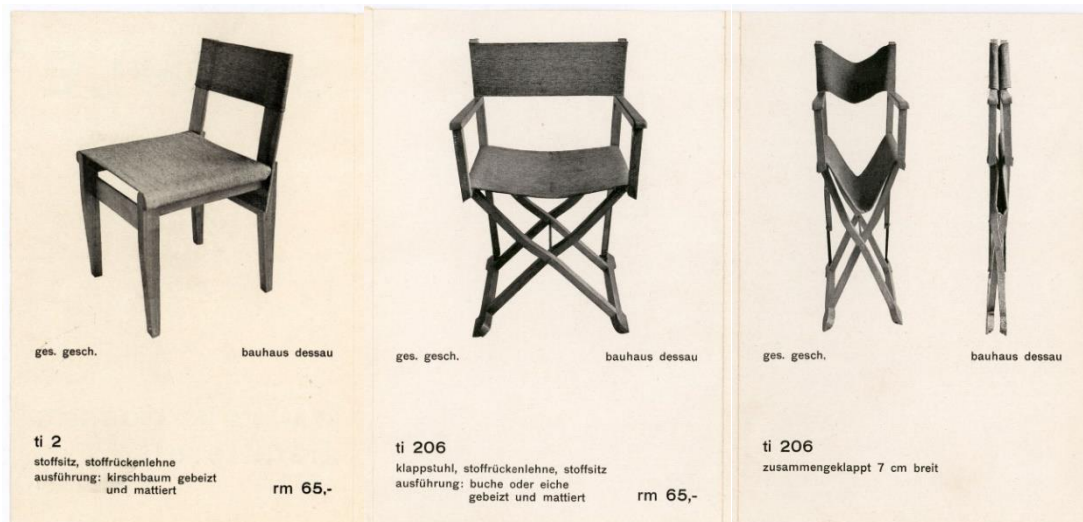 ges. gesch. bauhaus dessau
ti 2
stoffsitz, stoffrückenlehne
ausführung: kirschbaum gebeizt
und mattiert rm 65,-
ges. gesch. bauhaus dessau
ti 206
klappstuhl, stoffrückenlehne, stoffsitz
ausführung: buche oder eiche
gebeizt und mattiert rm 65,-
ges. gesch. bauhaus dessau
ti 206
zusammengeklappt 7 cm breit